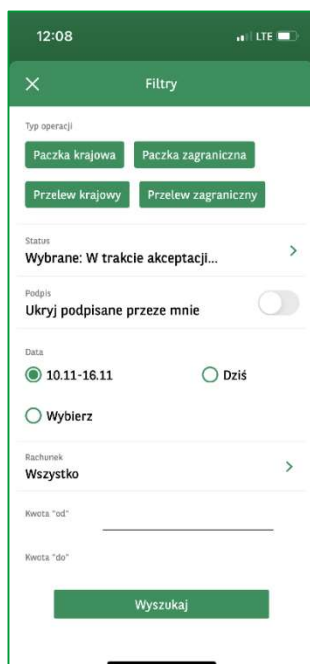 12:08 LTE
Filtry
Typ operacji
Paczka krajowa Paczka zagraniczna
Przelew krajowy Przelew zagraniczny
Status
Wybrane: W trakcie akceptacji...
Podpis
Ukryj podpisane przeze mnie
Data
10.11-16.11 Dziś
Wybierz
Rachunek
Wszystko
Kwota "od"
Kwota "do"
Wyszukaj